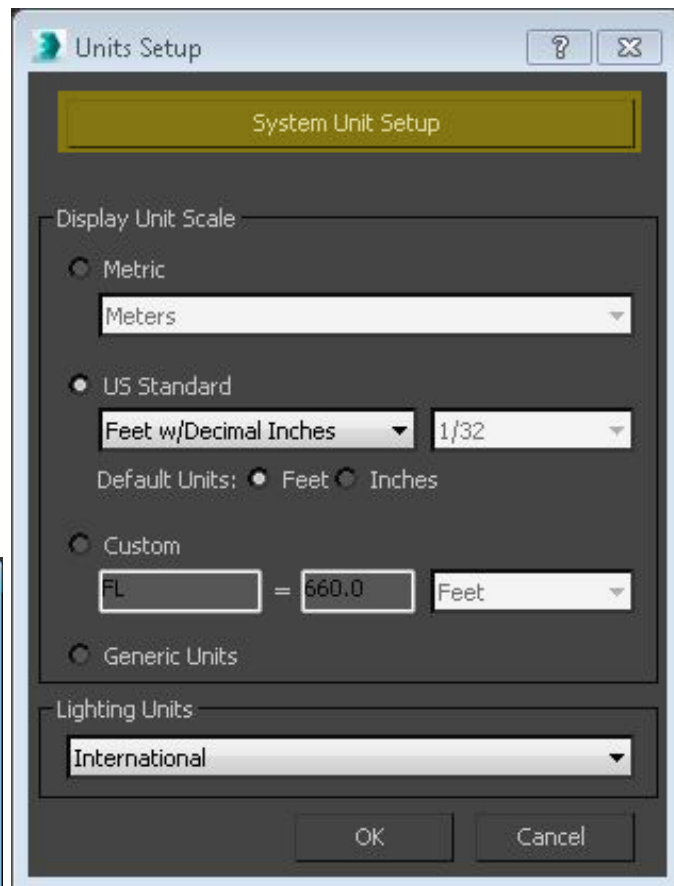 Units Setup
System Unit Setup
Display Unit Scale
Metric
Meters
US Standard
Feet w/Decimal Inches 1/32
Default Units: Feet Inches
Custom
FL = 660.0 Feet
Generic Units
Lighting Units
International
OK Cancel